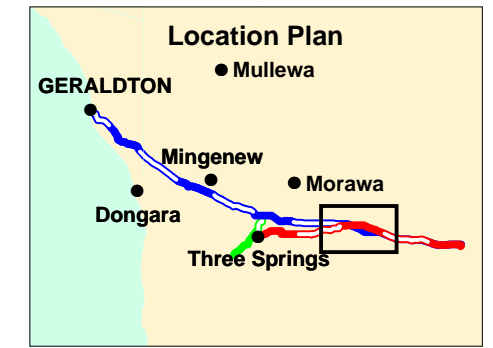 Location Plan
Mullewa
GERALDTON
Mingenew
Morawa
Dongara
Three Springs